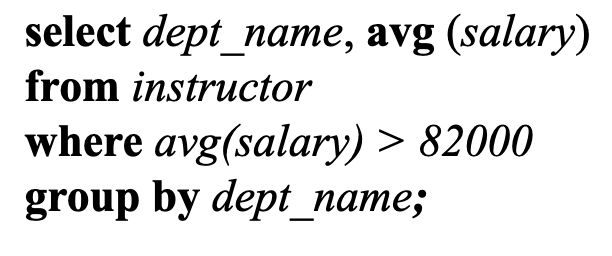 select dept_name, avg (salary)
from instructor
where avg(salary) > 82000
group by dept_name;